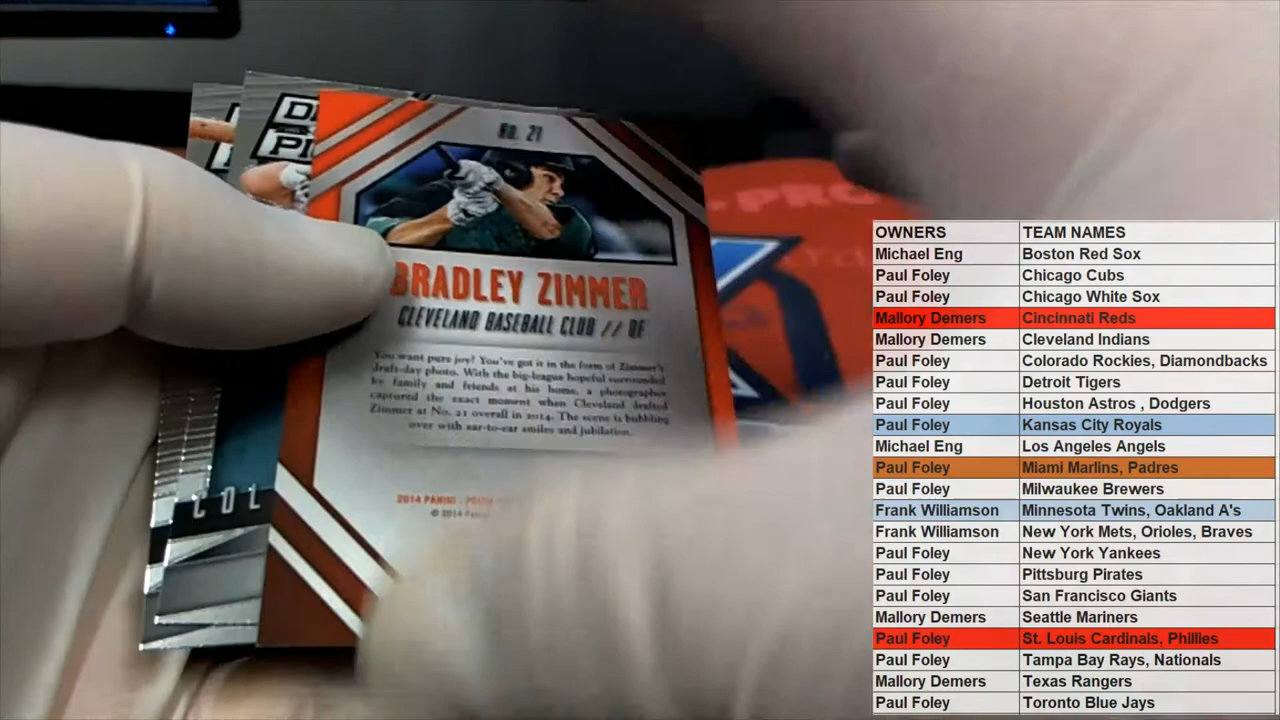 No. 21
BRADLEY ZIMMER
CLEVELAND BASEBALL CLUB // OF
You want pure joy? You've got it in the form of Zimmer's
draft-day photo. With the big-league hopeful surrounded
by family and friends at his home, a photographer
captured the exact moment when Cleveland drafted
Zimmer at No. 21 overall in 2014. The scene is bubbling
over with ear-to-ear smiles and jubilation.
2014 PANINI
© 2014
COL
-PRO
OWNERS TEAM NAMES
Michael Eng Boston Red Sox
Paul Foley Chicago Cubs
Paul Foley Chicago White Sox
Mallory Demers Cincinnati Reds
Mallory Demers Cleveland Indians
Paul Foley Colorado Rockies, Diamondbacks
Paul Foley Detroit Tigers
Paul Foley Houston Astros , Dodgers
Paul Foley Kansas City Royals
Michael Eng Los Angeles Angels
Paul Foley Miami Marlins, Padres
Paul Foley Milwaukee Brewers
Frank Williamson Minnesota Twins, Oakland A's
Frank Williamson New York Mets, Orioles, Braves
Paul Foley New York Yankees
Paul Foley Pittsburg Pirates
Paul Foley San Francisco Giants
Mallory Demers Seattle Mariners
Paul Foley St. Louis Cardinals, Phillies
Paul Foley Tampa Bay Rays, Nationals
Mallory Demers Texas Rangers
Paul Foley Toronto Blue Jays